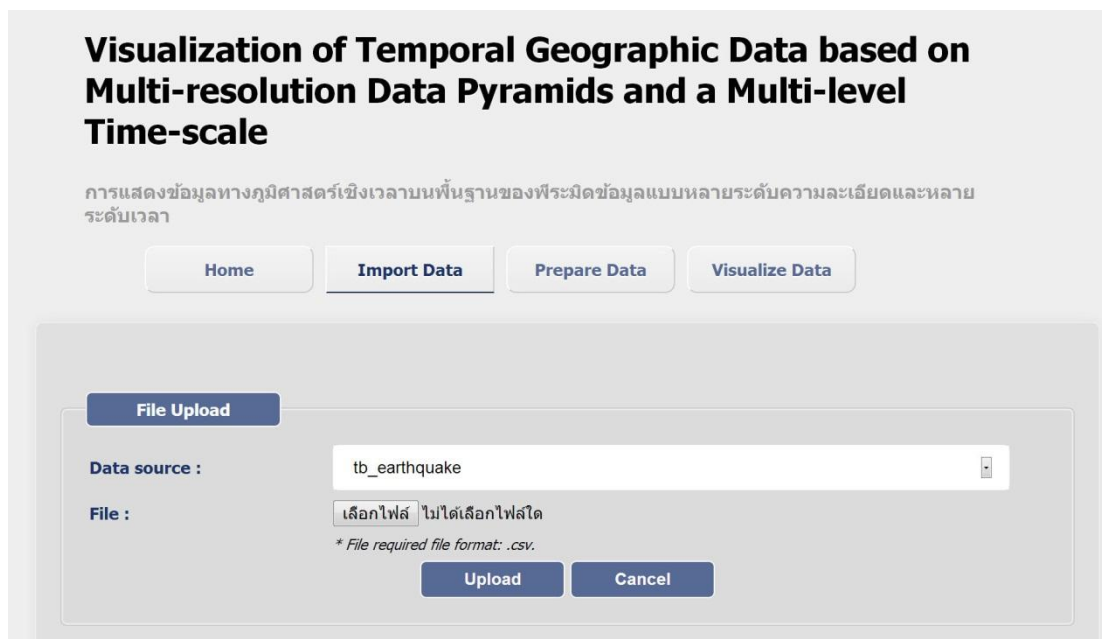 Visualization of Temporal Geographic Data based on
Multi-resolution Data Pyramids and a Multi-level
Time-scale
การแสดงข้อมูลทางภูมิศาสตร์เชิงเวลาบนพื้นฐานของพีระมิดข้อมูลแบบหลายระดับความละเอียดและหลาย
ระดับเวลา
Home Import Data Prepare Data Visualize Data
File Upload
Data source : tb_earthquake
File : เลือกไฟล์ ไม่ได้เลือกไฟล์ใด
* File required file format: .csv.
Upload Cancel